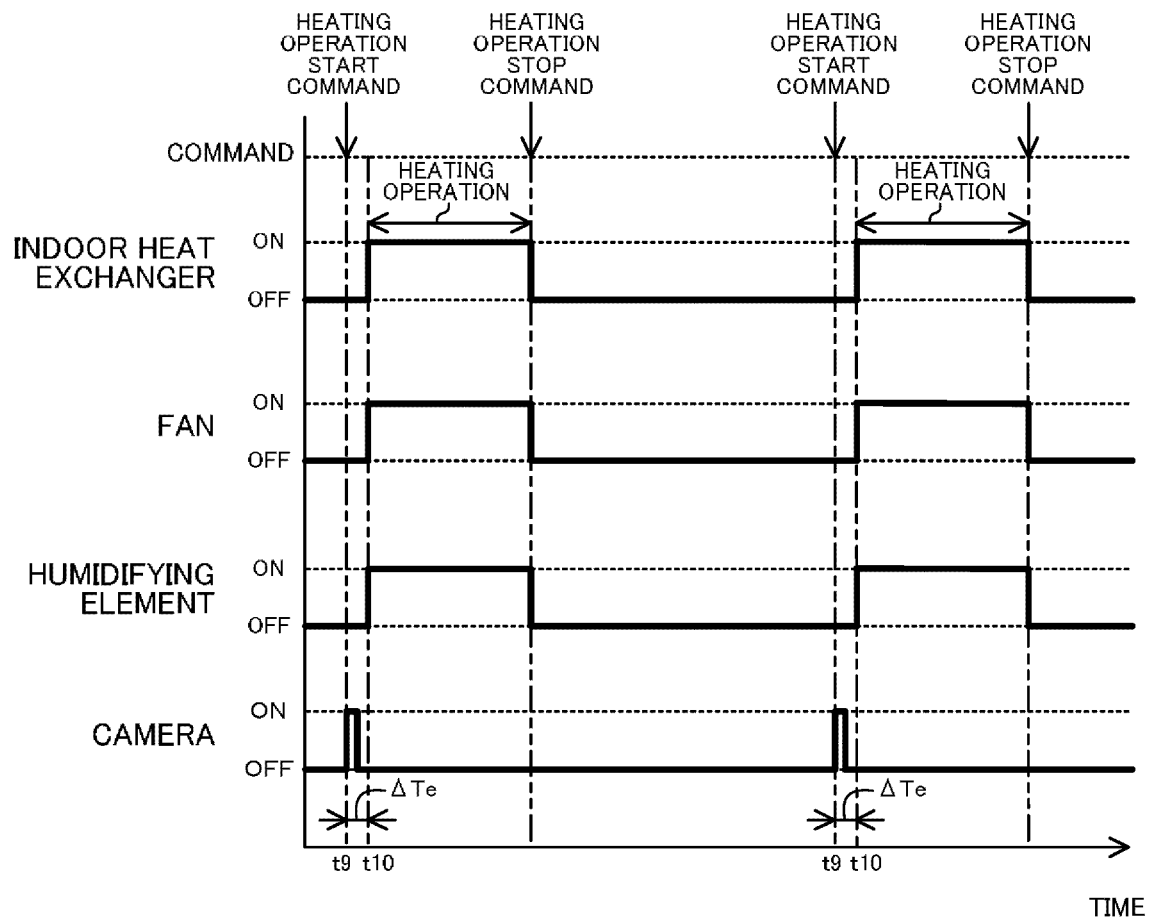 HEATING
OPERATION
START
COMMAND
HEATING
OPERATION
STOP
COMMAND
HEATING
OPERATION
START
COMMAND
HEATING
OPERATION
STOP
COMMAND
COMMAND
HEATING
OPERATION
HEATING
OPERATION
INDOOR HEAT
EXCHANGER
ON
OFF
FAN
ON
OFF
HUMIDIFYING
ELEMENT
ON
OFF
CAMERA
ON
OFF
ΔTe
ΔTe
t9 t10
t9 t10
TIME